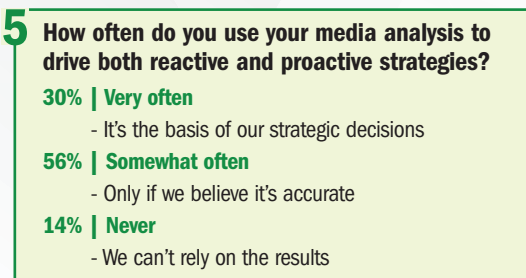 5
How often do you use your media analysis to
drive both reactive and proactive strategies?
30% | Very often
- It's the basis of our strategic decisions
56% | Somewhat often
- Only if we believe it's accurate
14% | Never
- We can't rely on the results